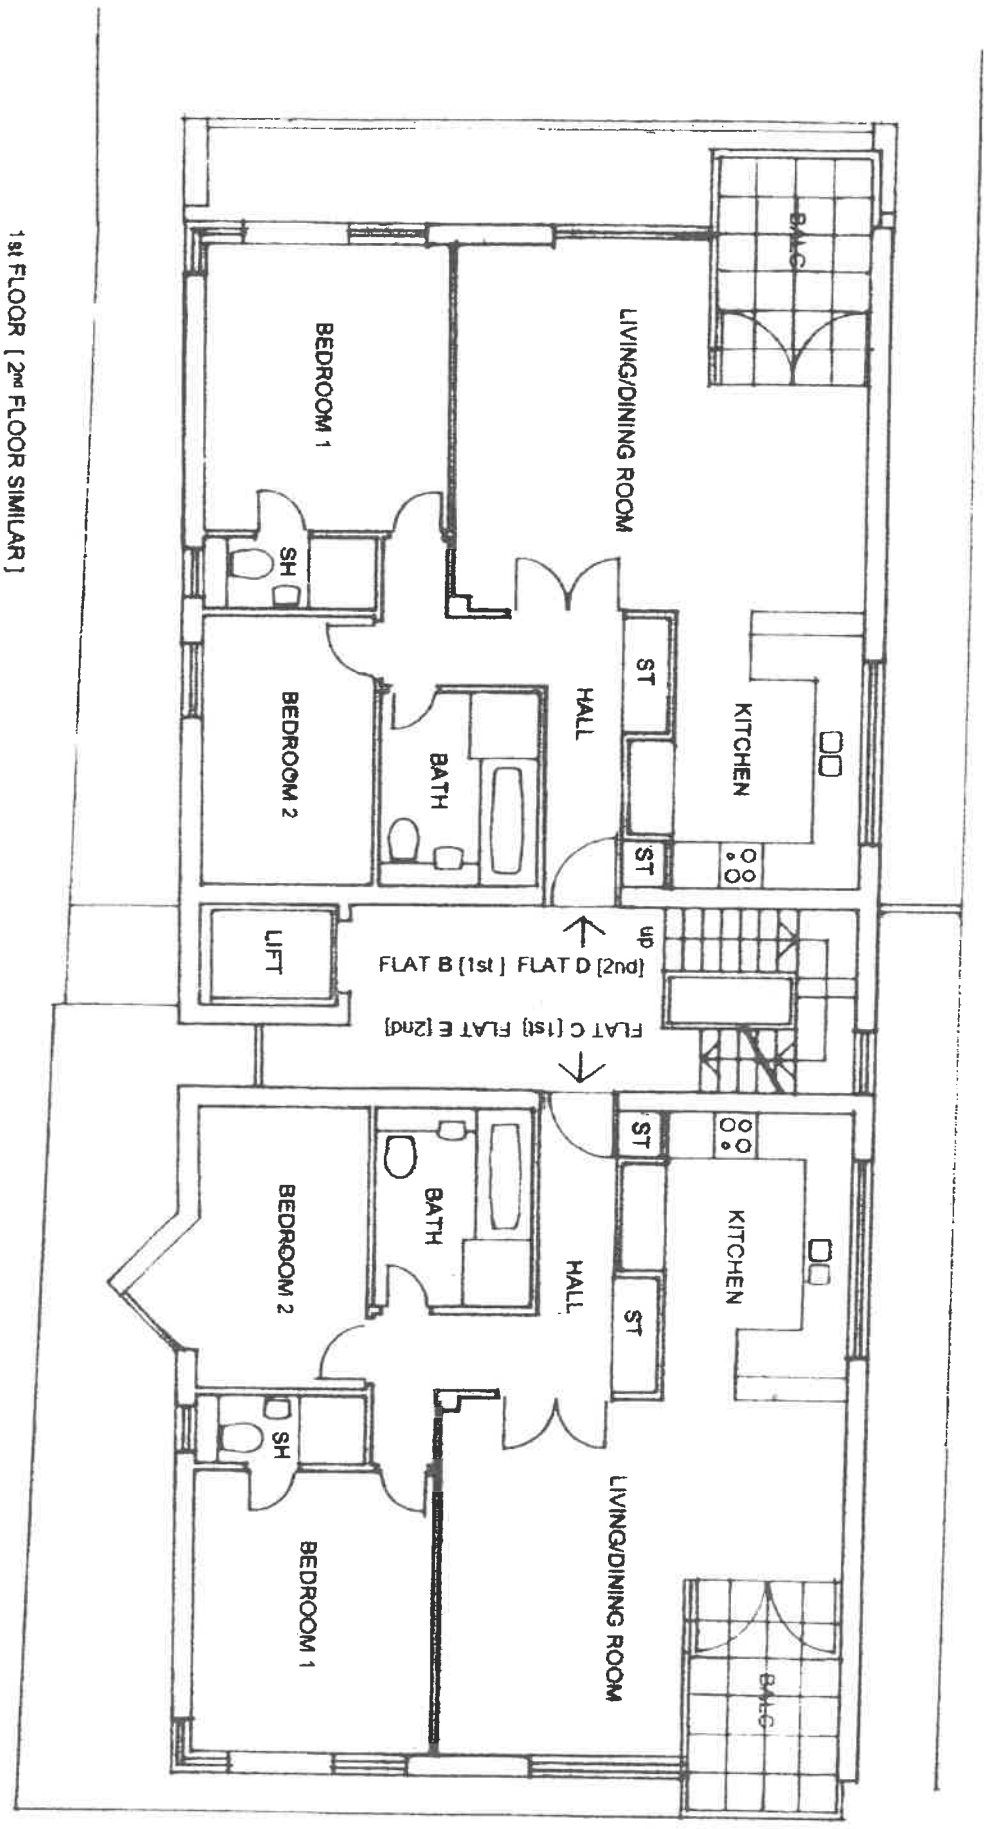 BALC
LIVING/DINING ROOM
BEDROOM 1
SH
ST
HALL
KITCHEN
BEDROOM 2
BATH
ST
up
LIFT
FLAT B [1st] FLAT D [2nd]
FLAT C [1st] FLAT E [2nd]
ST
KITCHEN
BATH
BEDROOM 2
HALL
ST
SH
LIVING/DINING ROOM
BEDROOM 1
BALC
1st FLOOR [2nd FLOOR SIMILAR]